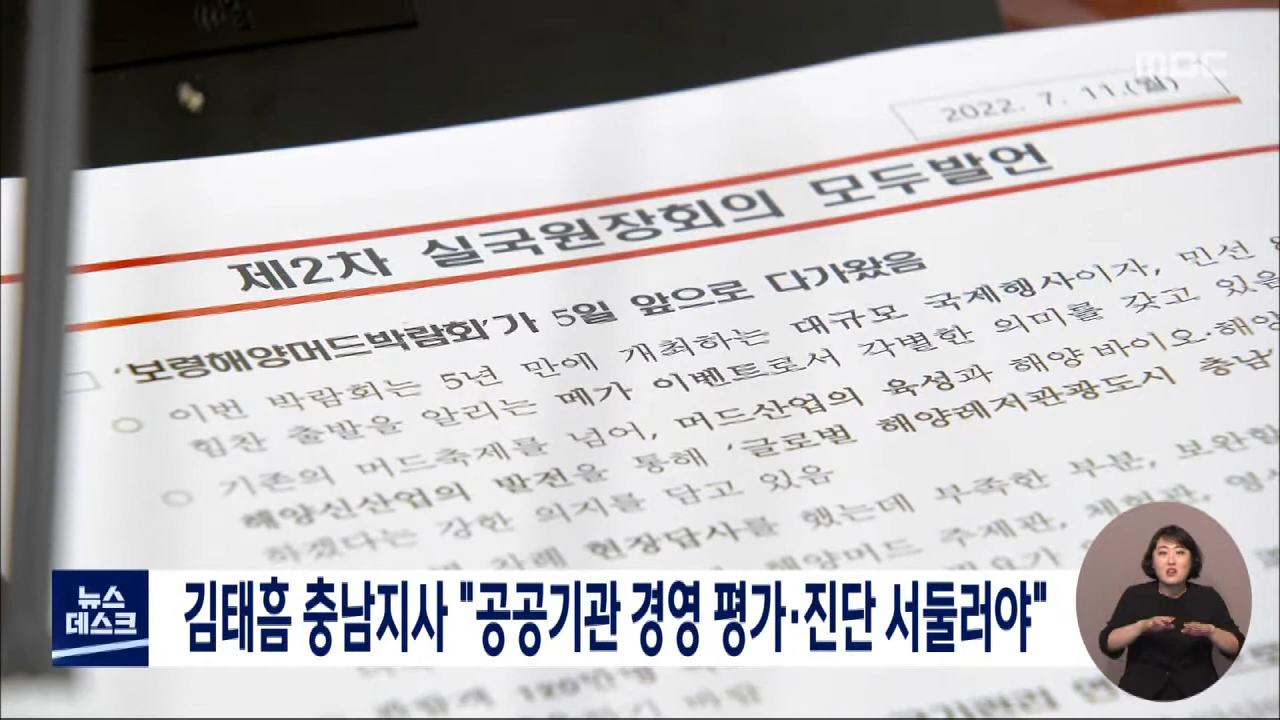 MBC
2022. 7. 11.(월)
제2차 실국원장회의 모두발언
'보령해양머드박람회'가 5일 앞으로 다가왔음
이번 박람회는 5년 만에 개최하는 대규모 국제행사이자, 민선
힘찬 출발을 알리는 메가 이벤트로서 각별한 의미를 갖고 있음
기존의 머드축제를 넘어, 머드산업의 육성과 해양바이오·해양
해양신산업의 발전을 통해 '글로벌 해양레저관광도시 충남'
하겠다는 강한 의지를 담고 있음
차례 현장답사를 했는데 부족한 부분, 보완할
해양머드 주제관, 체험관,
뉴스
데스크
김태흠 충남지사 "공공기관 경영 평가·진단 서둘러야"